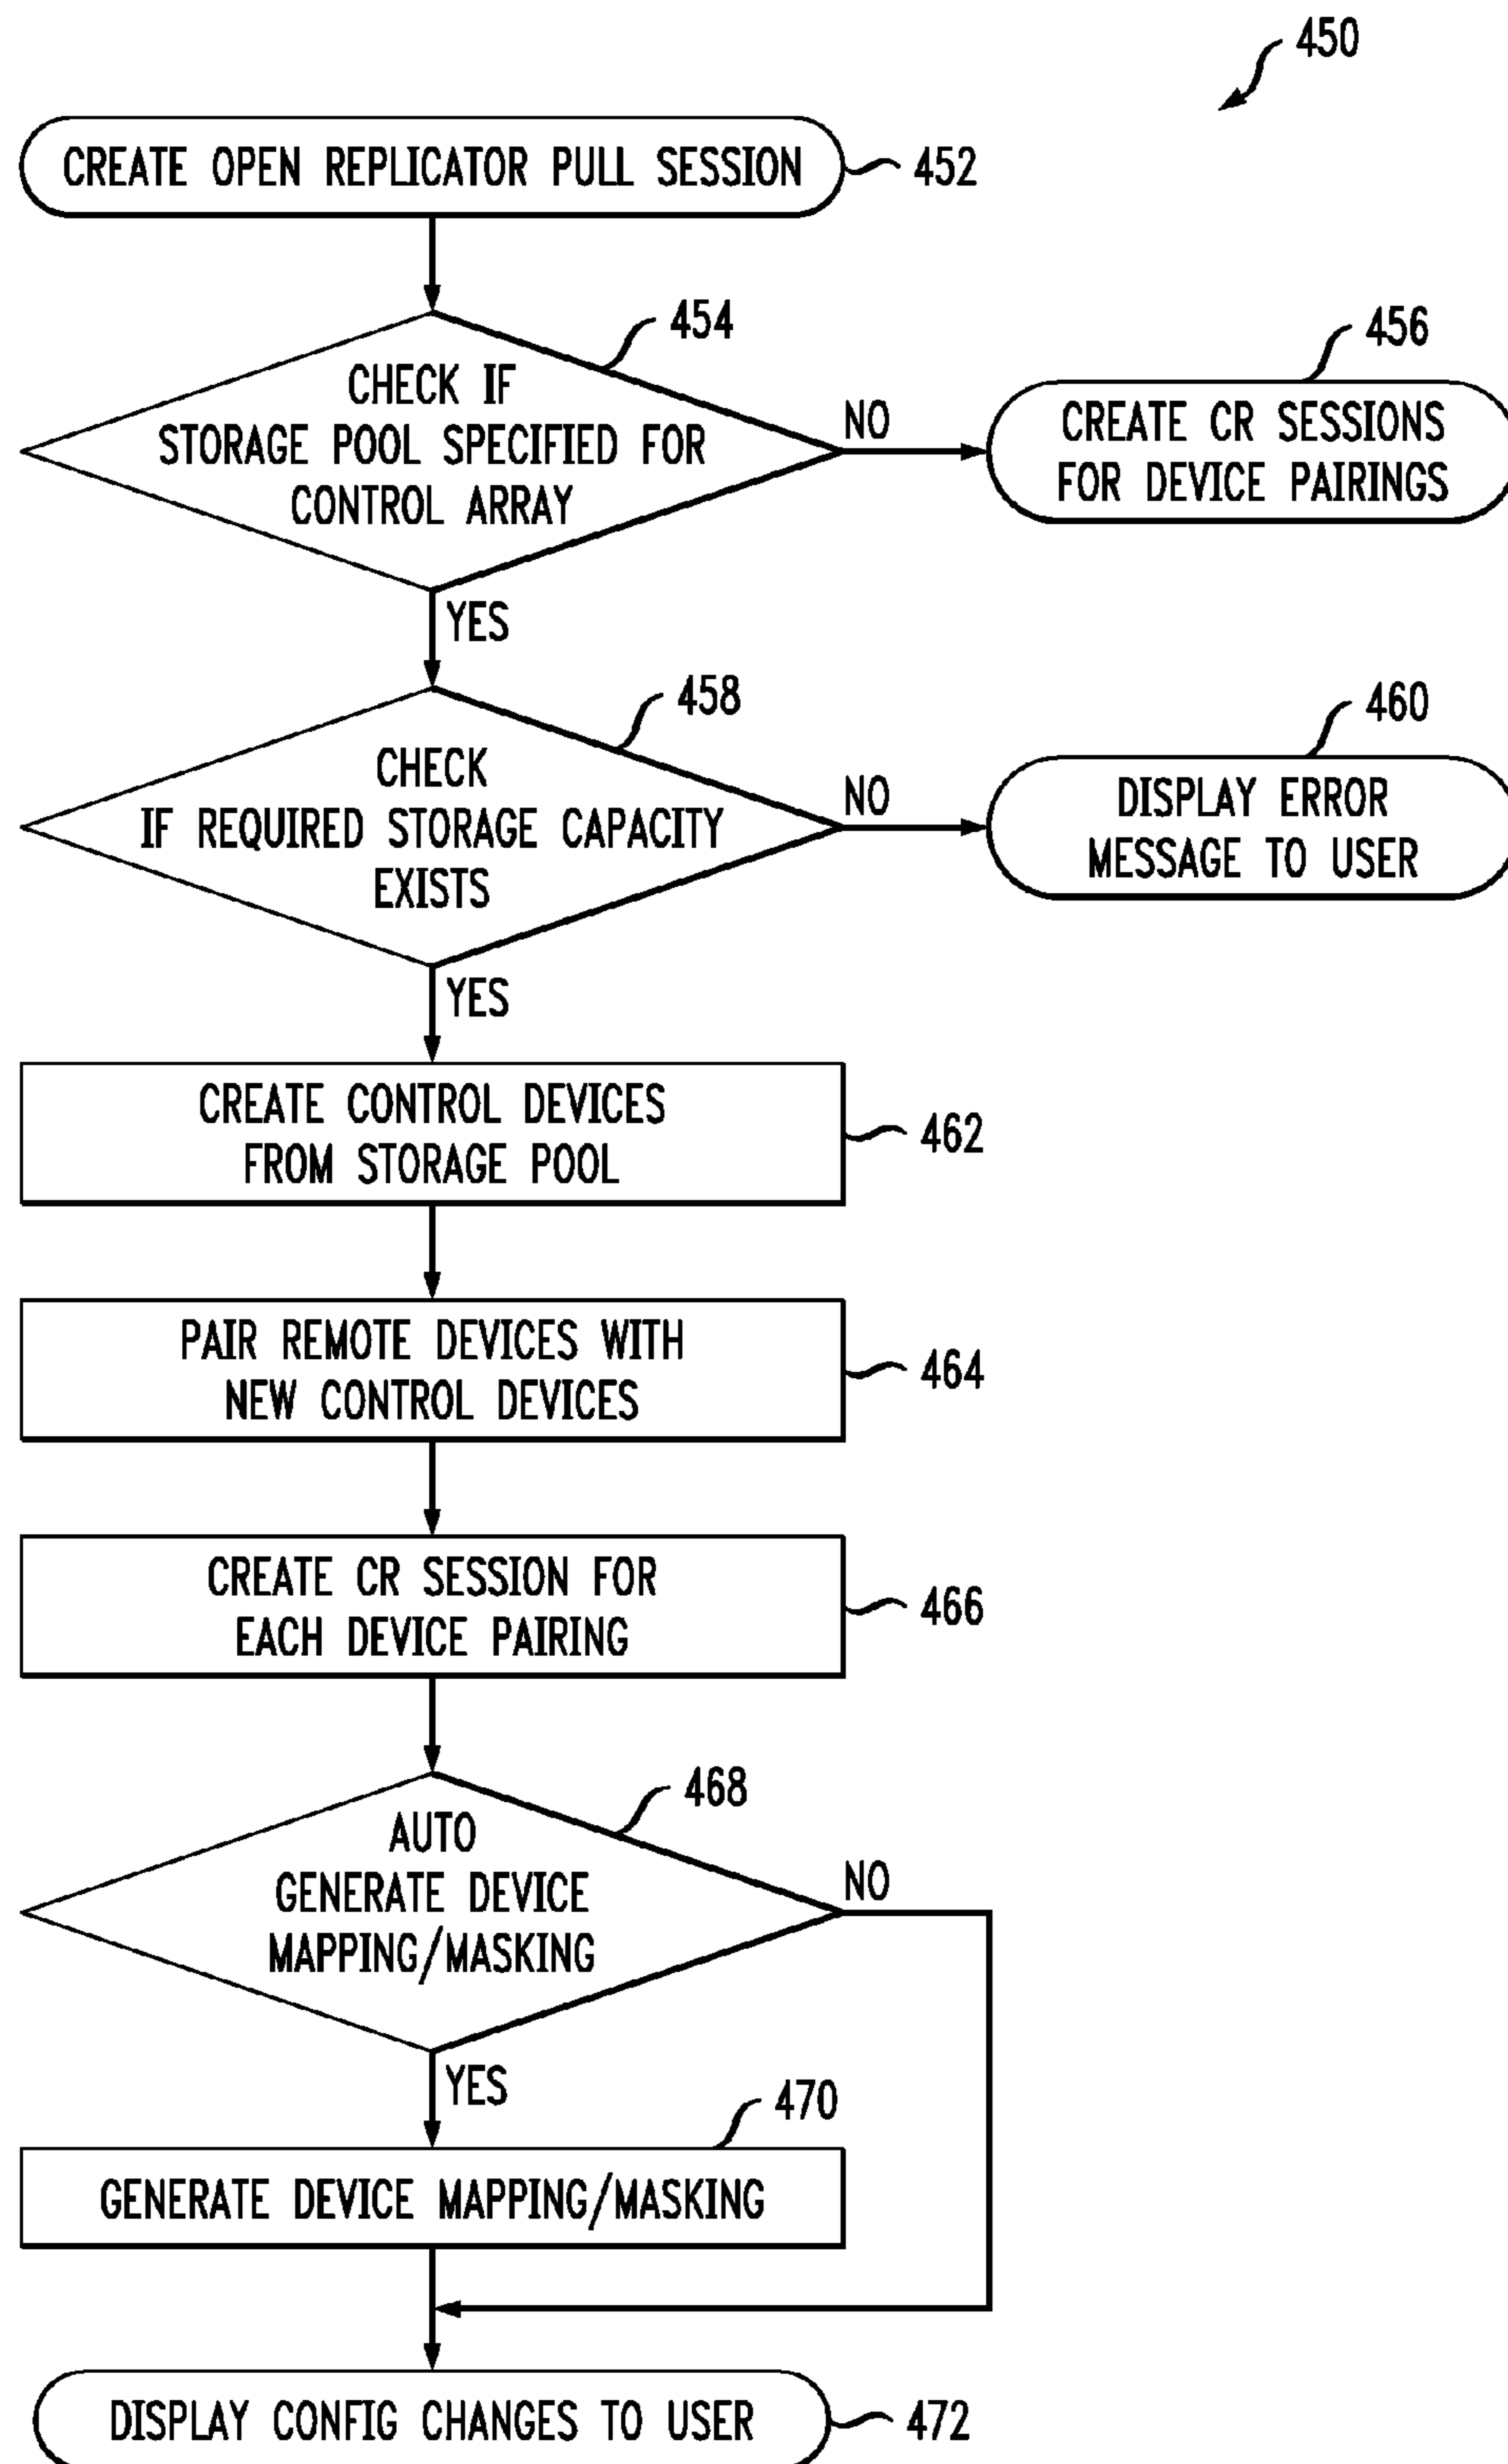 450
CREATE OPEN REPLICATOR PULL SESSION
452
454
CHECK IF
STORAGE POOL SPECIFIED FOR
CONTROL ARRAY
NO
456
CREATE CR SESSIONS
FOR DEVICE PAIRINGS
YES
458
CHECK
IF REQUIRED STORAGE CAPACITY
EXISTS
NO
460
DISPLAY ERROR
MESSAGE TO USER
YES
CREATE CONTROL DEVICES
FROM STORAGE POOL
462
PAIR REMOTE DEVICES WITH
NEW CONTROL DEVICES
464
CREATE CR SESSION FOR
EACH DEVICE PAIRING
466
468
AUTO
GENERATE DEVICE
MAPPING/MASKING
NO
YES
470
GENERATE DEVICE MAPPING/MASKING
DISPLAY CONFIG CHANGES TO USER
472